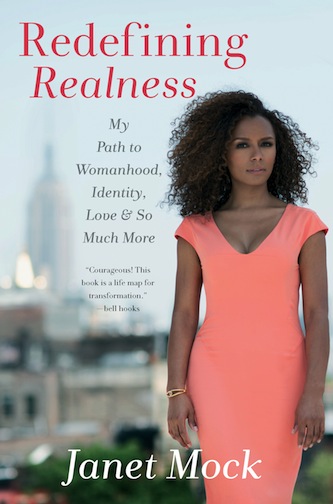 Redefining
Realness
My
Path to
Womanhood,
Identity,
Love & So
Much More
"Courageous! This
book is a life map for
transformation."
—bell hooks
Janet Mock